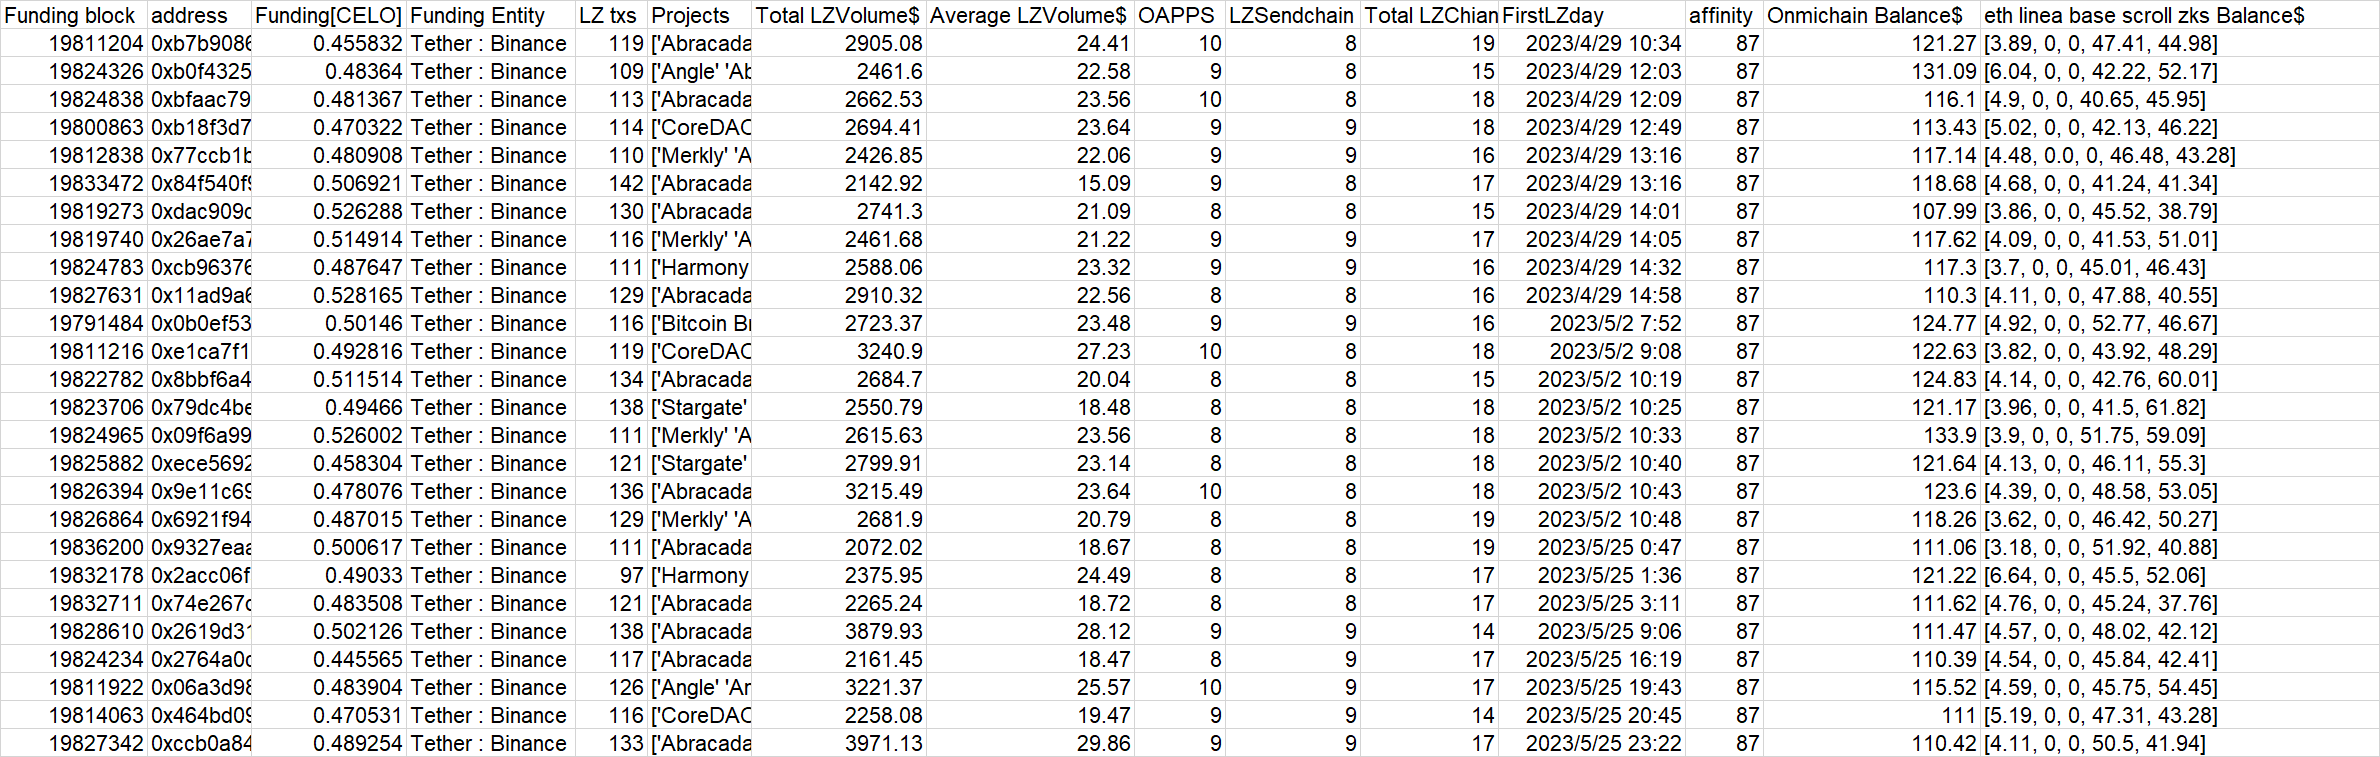 Funding block address Funding[CELO] Funding Entity LZ txs Projects Total LZVolume$ Average LZVolume$ OAPPS LZSendchain Total LZChian FirstLZday affinity Onmichain Balance$ eth linea base scroll zks Balance$
19811204 0xb7b9086 0.455832 Tether : Binance 119 ['Abracada 2905.08 24.41 10 8 19 2023/4/29 10:34 87 121.27 [3.89, 0, 0, 47.41, 44.98]
19824326 0xb0f4325 0.48364 Tether : Binance 109 ['Angle' 'Ab 2461.6 22.58 9 8 15 2023/4/29 12:03 87 131.09 [6.04, 0, 0, 42.22, 52.17]
19824838 0xbfaac79 0.481367 Tether : Binance 113 ['Abracada 2662.53 23.56 10 8 18 2023/4/29 12:09 87 116.1 [4.9, 0, 0, 40.65, 45.95]
19800863 0xb18f3d7 0.470322 Tether : Binance 114 ['CoreDAO 2694.41 23.64 9 9 18 2023/4/29 12:49 87 113.43 [5.02, 0, 0, 42.13, 46.22]
19812838 0x77ccb1b 0.480908 Tether : Binance 110 ['Merkly' 'A 2426.85 22.06 9 9 16 2023/4/29 13:16 87 117.14 [4.48, 0.0, 0, 46.48, 43.28]
19833472 0x84f540f9 0.506921 Tether : Binance 142 ['Abracada 2142.92 15.09 9 8 17 2023/4/29 13:16 87 118.68 [4.68, 0, 0, 41.24, 41.34]
19819273 0xdac909c 0.526288 Tether : Binance 130 ['Abracada 2741.3 21.09 8 8 15 2023/4/29 14:01 87 107.99 [3.86, 0, 0, 45.52, 38.79]
19819740 0x26ae7a7 0.514914 Tether : Binance 116 ['Merkly' 'A 2461.68 21.22 9 9 17 2023/4/29 14:05 87 117.62 [4.09, 0, 0, 41.53, 51.01]
19824783 0xcb96376 0.487647 Tether : Binance 111 ['Harmony 2588.06 23.32 9 9 16 2023/4/29 14:32 87 117.3 [3.7, 0, 0, 45.01, 46.43]
19827631 0x11ad9a6 0.528165 Tether : Binance 129 ['Abracada 2910.32 22.56 8 8 16 2023/4/29 14:58 87 110.3 [4.11, 0, 0, 47.88, 40.55]
19791484 0x0b0ef53 0.50146 Tether : Binance 116 ['Bitcoin Br 2723.37 23.48 9 9 16 2023/5/2 7:52 87 124.77 [4.92, 0, 0, 52.77, 46.67]
19811216 0xe1ca7f1 0.492816 Tether : Binance 119 ['CoreDAO 3240.9 27.23 10 8 18 2023/5/2 9:08 87 122.63 [3.82, 0, 0, 43.92, 48.29]
19822782 0x8bbf6a4 0.511514 Tether : Binance 134 ['Abracada 2684.7 20.04 8 8 15 2023/5/2 10:19 87 124.83 [4.14, 0, 0, 42.76, 60.01]
19823706 0x79dc4be 0.49466 Tether : Binance 138 ['Stargate' 2550.79 18.48 8 8 18 2023/5/2 10:25 87 121.17 [3.96, 0, 0, 41.5, 61.82]
19824965 0x09f6a99 0.526002 Tether : Binance 111 ['Merkly' 'A 2615.63 23.56 8 8 18 2023/5/2 10:33 87 133.9 [3.9, 0, 0, 51.75, 59.09]
19825882 0xece5692 0.458304 Tether : Binance 121 ['Stargate' 2799.91 23.14 8 8 18 2023/5/2 10:40 87 121.64 [4.13, 0, 0, 46.11, 55.3]
19826394 0x9e11c69 0.478076 Tether : Binance 136 ['Abracada 3215.49 23.64 10 8 18 2023/5/2 10:43 87 123.6 [4.39, 0, 0, 48.58, 53.05]
19826864 0x6921f94 0.487015 Tether : Binance 129 ['Merkly' 'A 2681.9 20.79 8 8 19 2023/5/2 10:48 87 118.26 [3.62, 0, 0, 46.42, 50.27]
19836200 0x9327eaa 0.500617 Tether : Binance 111 ['Abracada 2072.02 18.67 8 8 19 2023/5/25 0:47 87 111.06 [3.18, 0, 0, 51.92, 40.88]
19832178 0x2acc06f 0.49033 Tether : Binance 97 ['Harmony 2375.95 24.49 8 8 17 2023/5/25 1:36 87 121.22 [6.64, 0, 0, 45.5, 52.06]
19832711 0x74e267c 0.483508 Tether : Binance 121 ['Abracada 2265.24 18.72 8 8 17 2023/5/25 3:11 87 111.62 [4.76, 0, 0, 45.24, 37.76]
19828610 0x2619d31 0.502126 Tether : Binance 138 ['Abracada 3879.93 28.12 9 9 14 2023/5/25 9:06 87 111.47 [4.57, 0, 0, 48.02, 42.12]
19824234 0x2764a0c 0.445565 Tether : Binance 117 ['Abracada 2161.45 18.47 8 9 17 2023/5/25 16:19 87 110.39 [4.54, 0, 0, 45.84, 42.41]
19811922 0x06a3d98 0.483904 Tether : Binance 126 ['Angle' 'Ar 3221.37 25.57 10 9 17 2023/5/25 19:43 87 115.52 [4.59, 0, 0, 45.75, 54.45]
19814063 0x464bd09 0.470531 Tether : Binance 116 ['CoreDAO 2258.08 19.47 9 9 14 2023/5/25 20:45 87 111 [5.19, 0, 0, 47.31, 43.28]
19827342 0xccb0a84 0.489254 Tether : Binance 133 ['Abracada 3971.13 29.86 9 9 17 2023/5/25 23:22 87 110.42 [4.11, 0, 0, 50.5, 41.94]